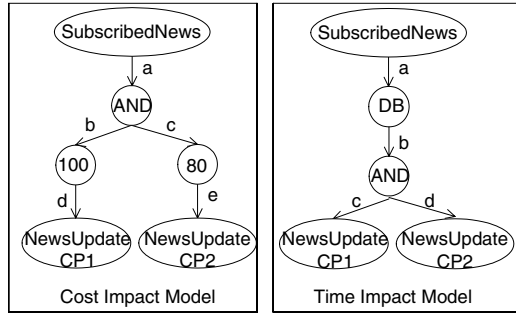 SubscribedNews
a
AND
b
c
100
80
d
e
NewsUpdate
CP1
NewsUpdate
CP2
Cost Impact Model
SubscribedNews
a
DB
b
AND
c
d
NewsUpdate
CP1
NewsUpdate
CP2
Time Impact Model